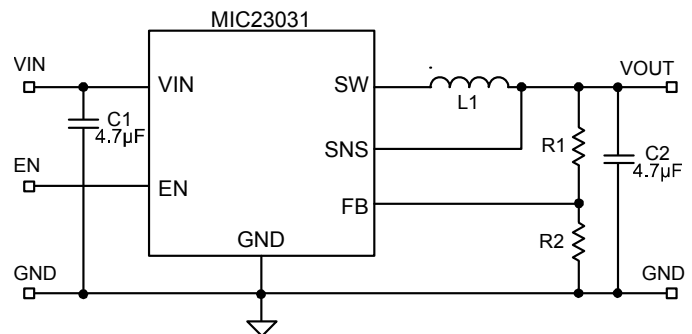 MIC23031
VIN
VIN
SW
L1
VOUT
C1
4.7µF
SNS
R1
C2
4.7µF
EN
EN
FB
R2
GND
GND
GND